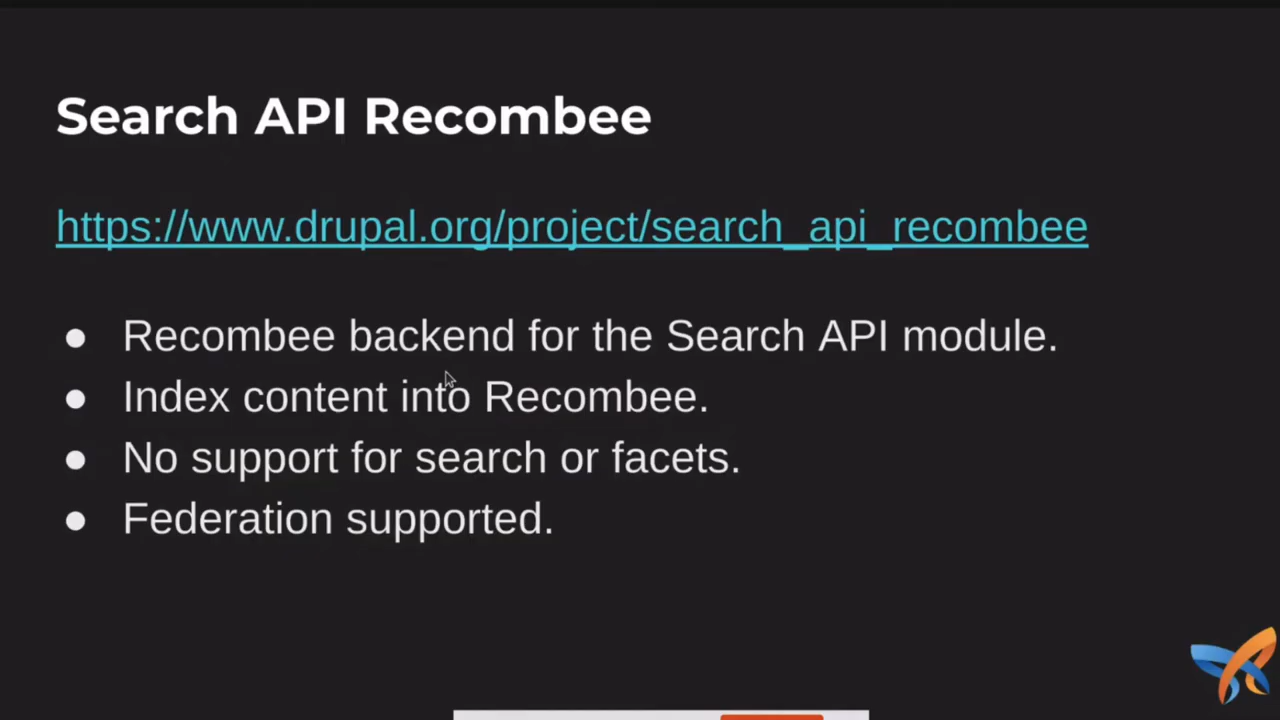 Search API Recombee
https://www.drupal.org/project/search_api_recombee
● Recombee backend for the Search API module.
● Index content into Recombee.
● No support for search or facets.
● Federation supported.